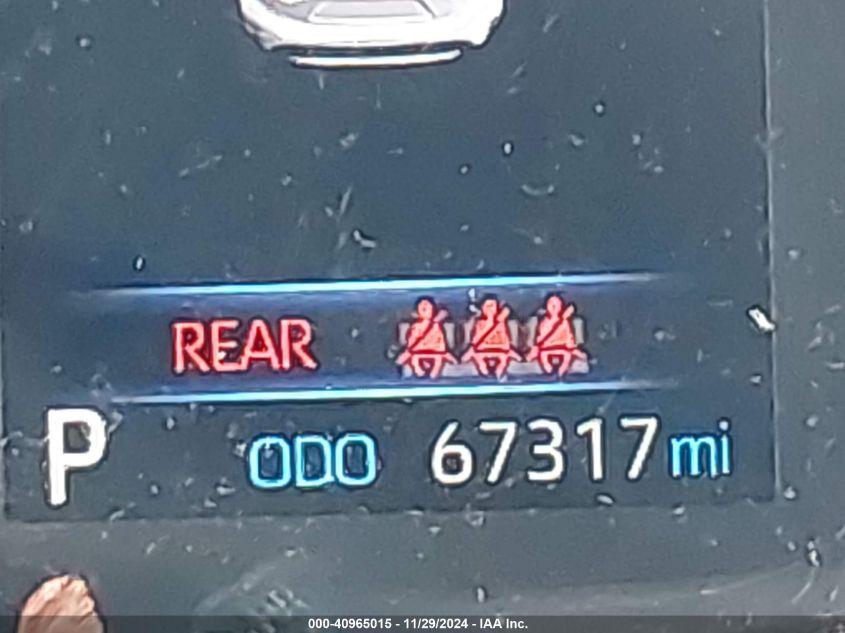 REAR
P ODO 67317 mi
000-40965015 - 11/29/2024 - IAA Inc.